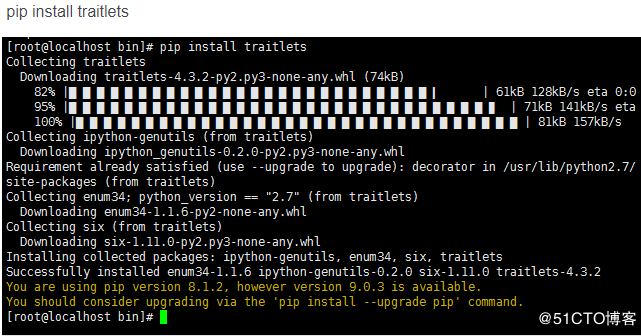 pip install traitlets
[root@localhost bin]# pip install traitlets
Collecting traitlets
Downloading traitlets-4.3.2-py2.py3-none-any.whl (74kB)
82% | | 61kB 128kB/s eta 0:0
95% | | 71kB 141kB/s eta
100% | | 81kB 157kB/s
Collecting ipython-genutils (from traitlets)
Downloading ipython_genutils-0.2.0-py2.py3-none-any.whl
Requirement already satisfied (use --upgrade to upgrade): decorator in /usr/lib/python2.7/
site-packages (from traitlets)
Collecting enum34; python_version == "2.7" (from traitlets)
Downloading enum34-1.1.6-py2-none-any.whl
Collecting six (from traitlets)
Downloading six-1.11.0-py2.py3-none-any.whl
Installing collected packages: ipython-genutils, enum34, six, traitlets
Successfully installed enum34-1.1.6 ipython-genutils-0.2.0 six-1.11.0 traitlets-4.3.2
You are using pip version 8.1.2, however version 9.0.3 is available.
You should consider upgrading via the 'pip install --upgrade pip' command.
[root@localhost bin]#
@51CTO博客